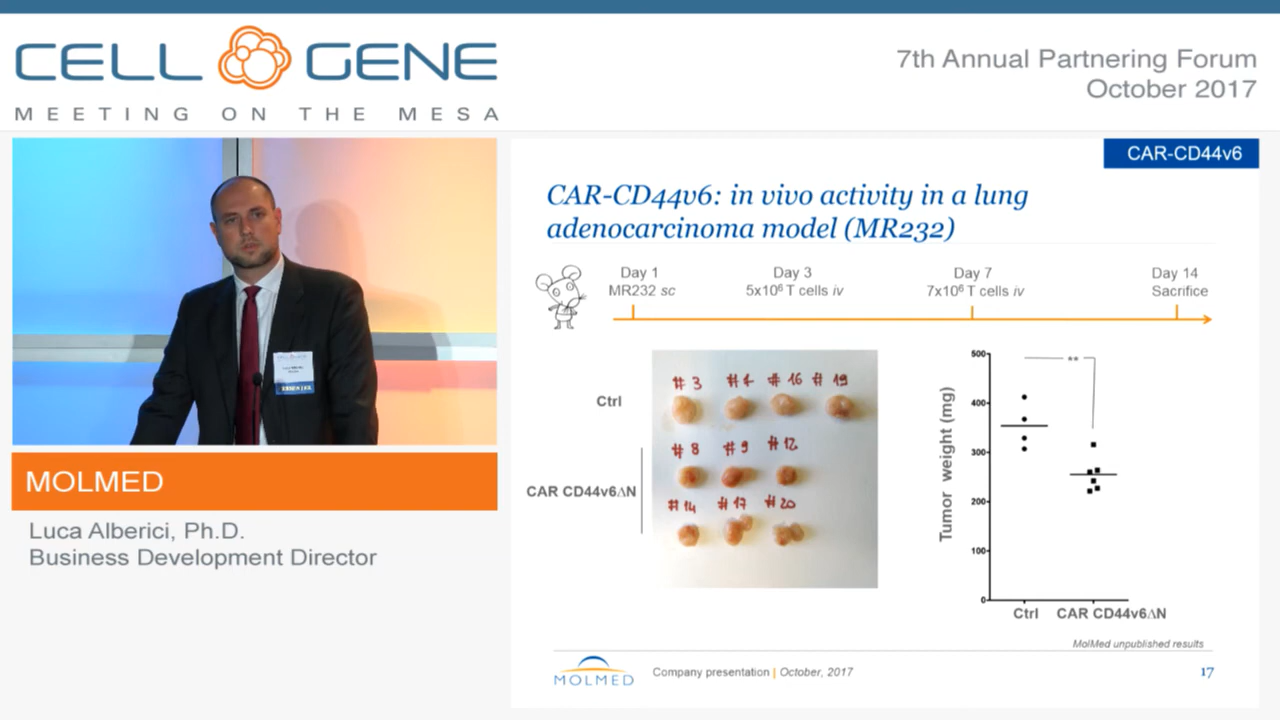 CELL GENE
MEETING ON THE MESA
7th Annual Partnering Forum
October 2017
CAR-CD44v6
CAR-CD44v6: in vivo activity in a lung
adenocarcinoma model (MR232)
Day 1
MR232 sc
Day 3
5x10⁶ T cells iv
Day 7
7x10⁶ T cells iv
Day 14
Sacrifice
Ctrl
# 3 # 4 # 16 # 19
# 8 # 9 # 12
CAR CD44v6ΔN
# 14 # 17 # 20
Tumor weight (mg)
500
400
300
200
100
0
**
Ctrl CAR CD44v6ΔN
MolMed unpublished results
MOLMED
Company presentation | October, 2017
17
MOLMED
Luca Alberici, Ph.D.
Business Development Director